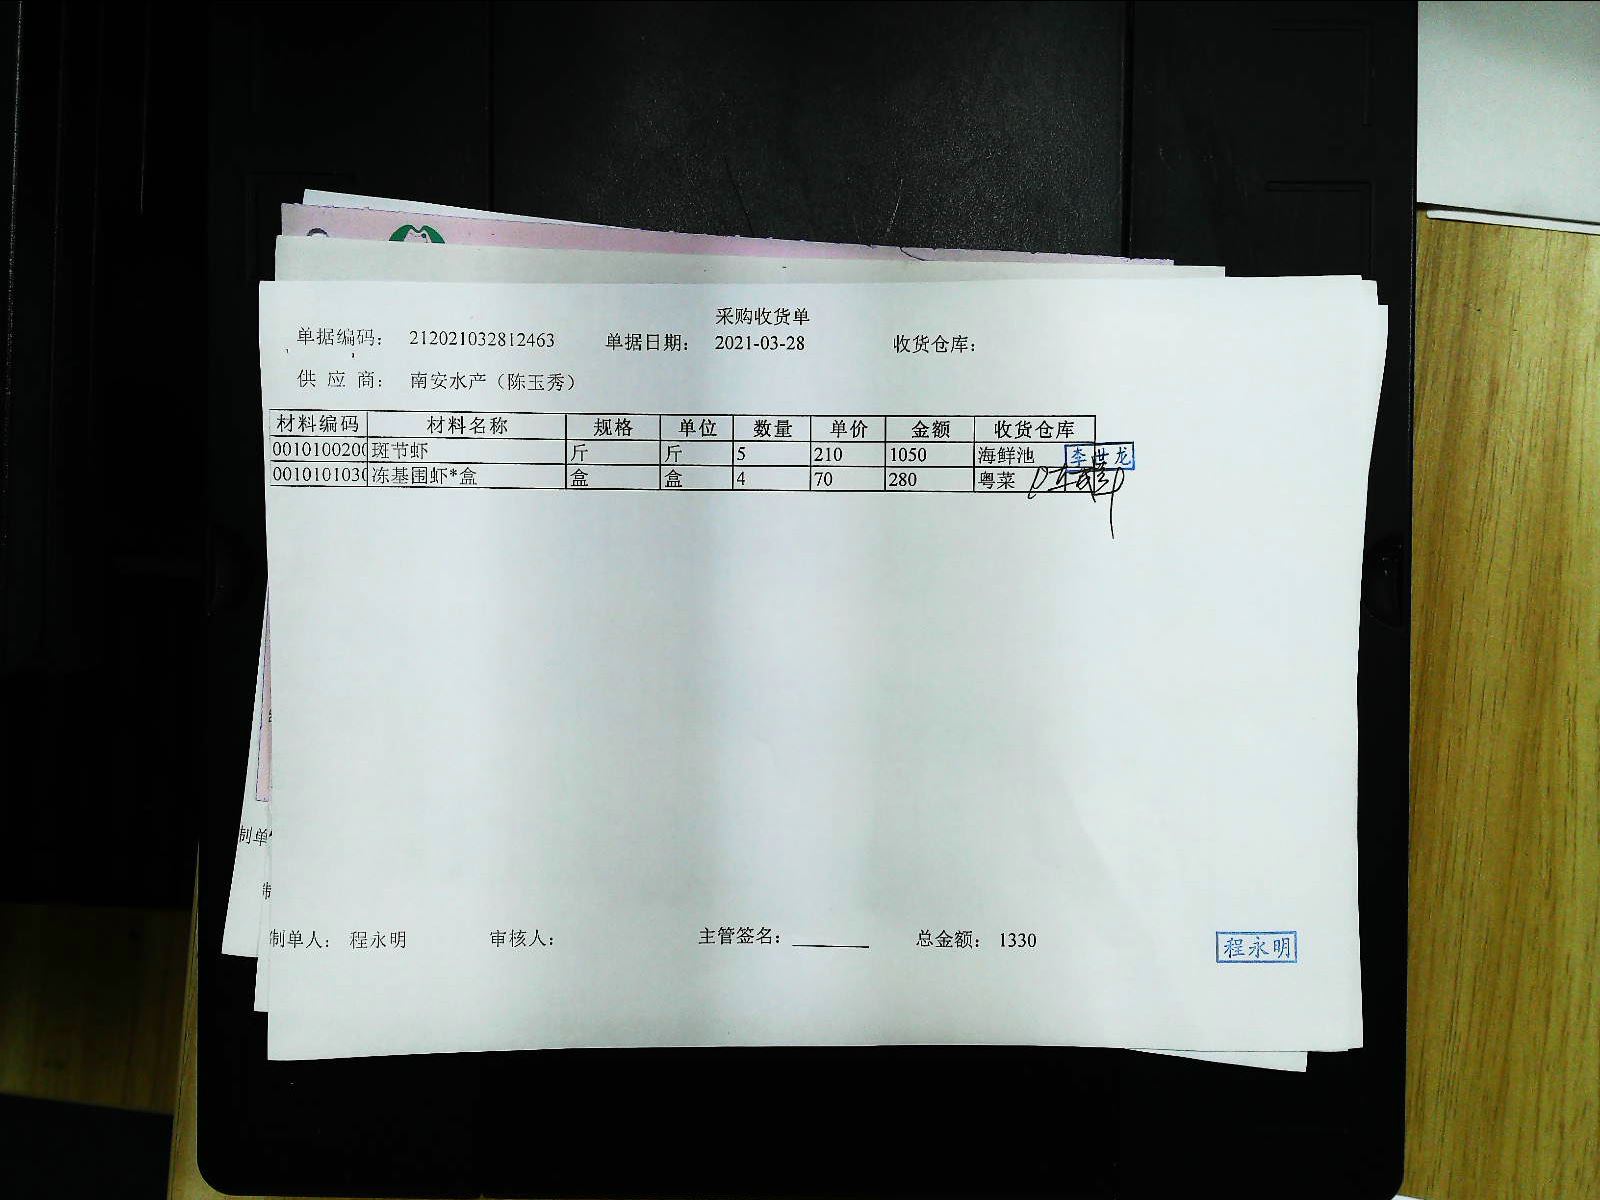 采购收货单
单据编码: 212021032812463 单据日期: 2021-03-28 收货仓库:
供 应 商: 南安水产（陈玉秀）
材料编码 材料名称 规格 单位 数量 单价 金额 收货仓库
0010100200 斑节虾 斤 斤 5 210 1050 海鲜池 李世龙
0010101030 冻基围虾*盒 盒 盒 4 70 280 粤菜
制单
制单人: 程永明 审核人: 主管签名: 总金额: 1330 程永明